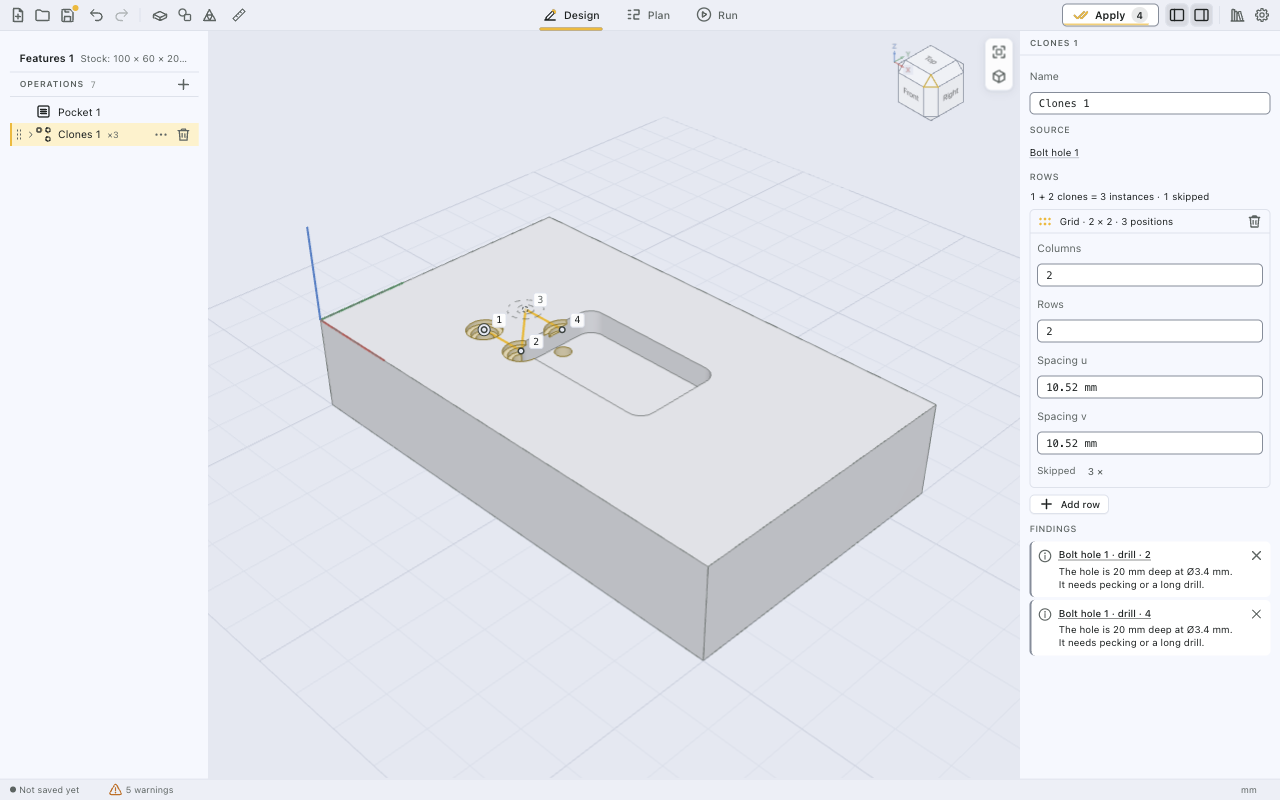 Design
Plan
Run
Apply 4
Features 1 Stock: 100 × 60 × 20...
OPERATIONS 7
Pocket 1
Clones 1 ×3
Z
Y
X
Top
Front
Right
3
1
4
2
CLONES 1
Name
Clones 1
SOURCE
Bolt hole 1
ROWS
1 + 2 clones = 3 instances · 1 skipped
Grid · 2 × 2 · 3 positions
Columns
2
Rows
2
Spacing u
10.52 mm
Spacing v
10.52 mm
Skipped 3 ×
Add row
FINDINGS
Bolt hole 1 · drill · 2
The hole is 20 mm deep at Ø3.4 mm.
It needs pecking or a long drill.
Bolt hole 1 · drill · 4
The hole is 20 mm deep at Ø3.4 mm.
It needs pecking or a long drill.
Not saved yet
5 warnings
mm